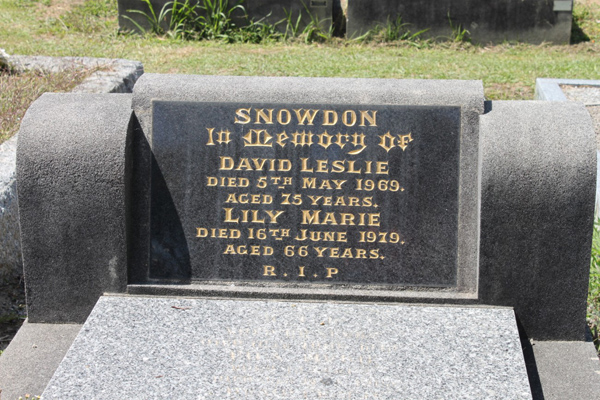 SNOWDON
In Memory of
DAVID LESLIE
DIED 5TH MAY 1969.
AGED 75 YEARS.
LILY MARIE
DIED 16TH JUNE 1979.
AGED 66 YEARS.
R. I. P